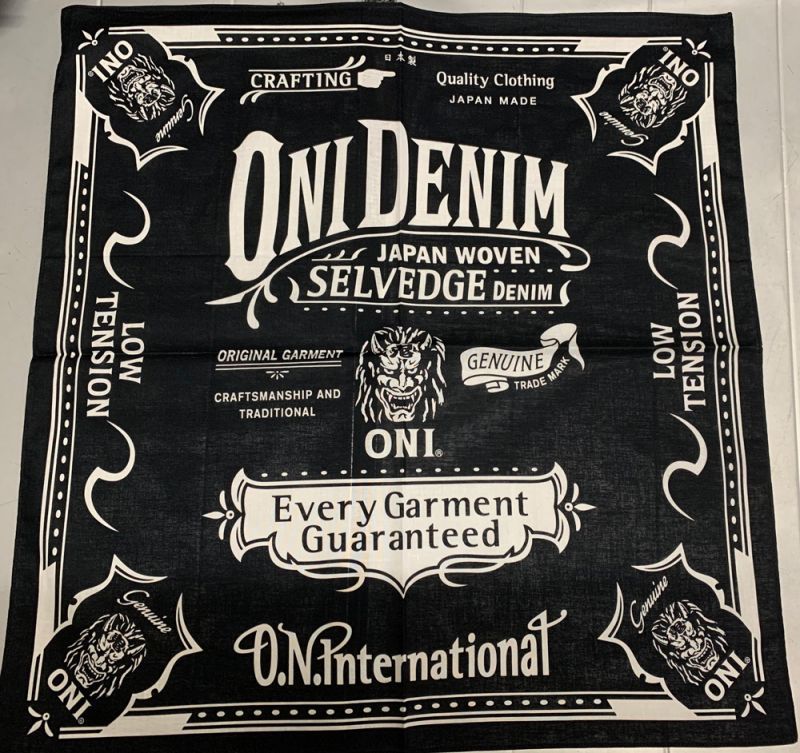 ONI®
Genuine
日本製
CRAFTING
Quality Clothing
JAPAN MADE
ONI®
Genuine
ONI DENIM
JAPAN WOVEN
SELVEDGE DENIM
LOW
TENSION
ORIGINAL GARMENT
CRAFTSMANSHIP AND
TRADITIONAL
GENUINE
TRADE MARK
LOW
TENSION
ONI®
Every Garment
Guaranteed
Genuine
ONI
O.N.International
Genuine
ONI